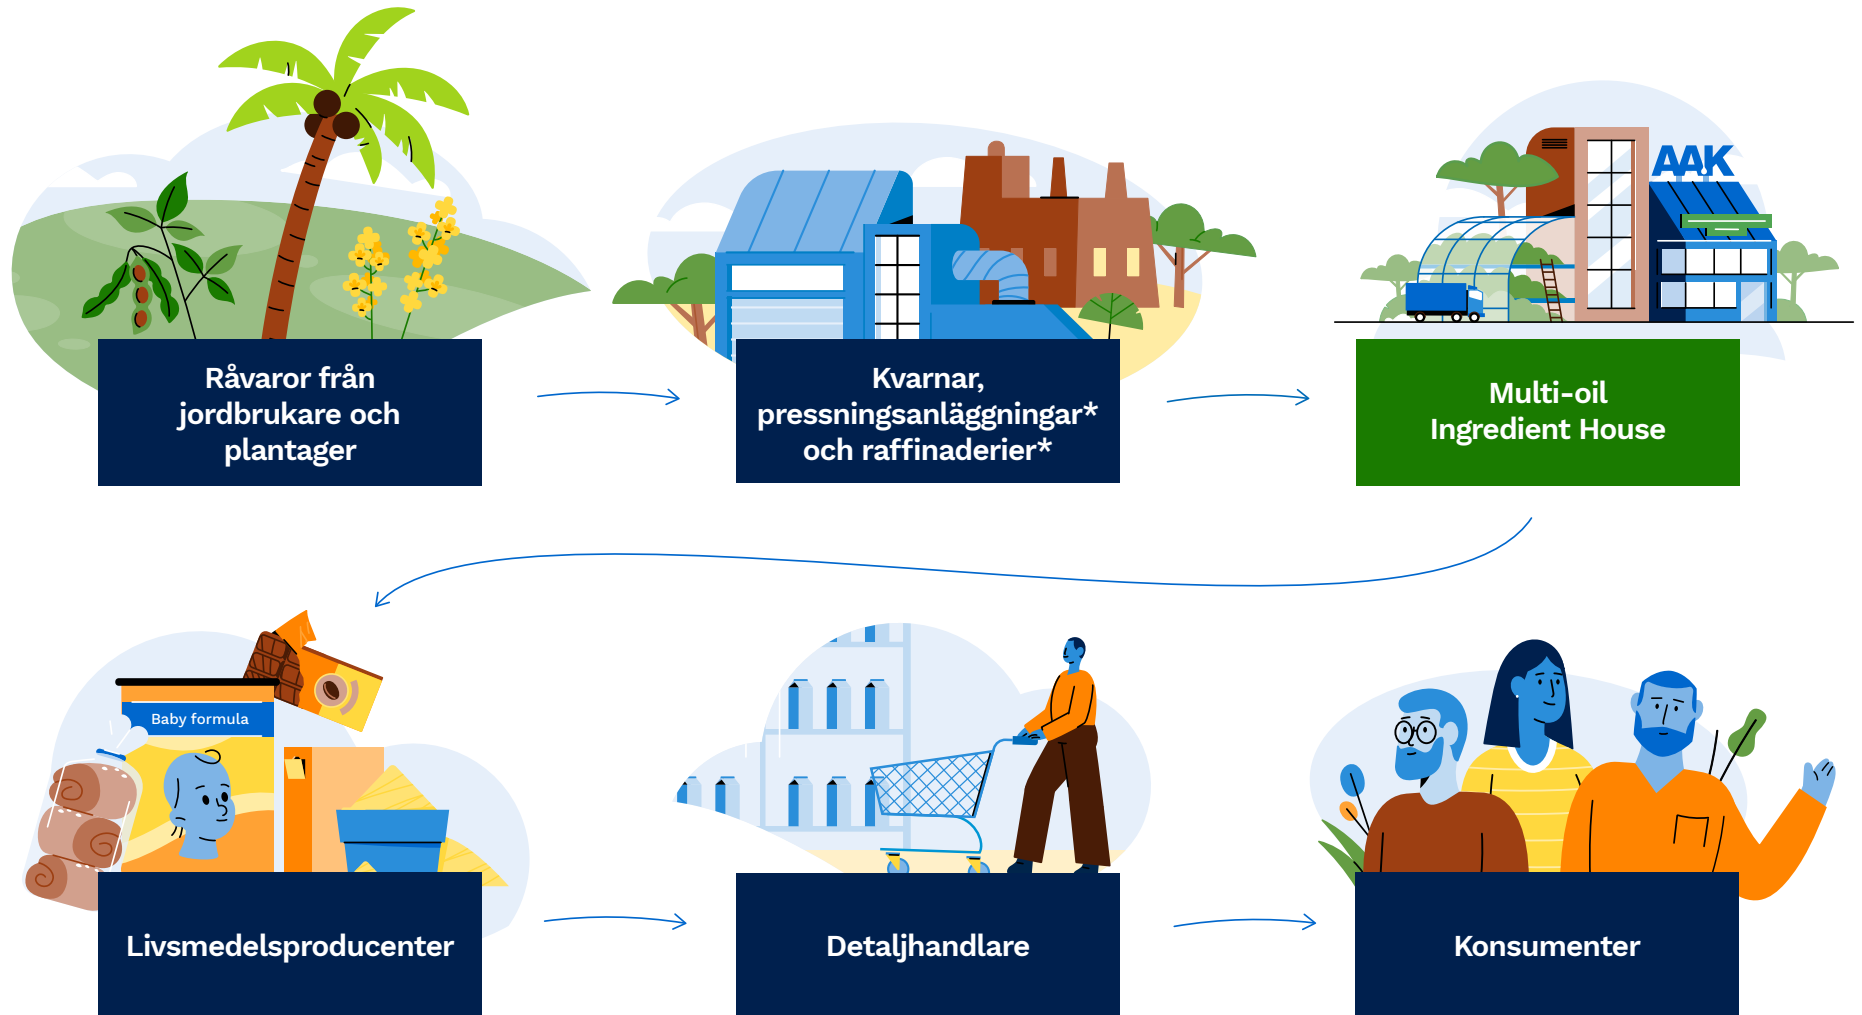 AAK
Råvaror från
jordbrukare och
plantager
Kvarnar,
pressningsanläggningar*
och raffinaderier*
Multi-oil
Ingredient House
Baby formula
Livsmedelsproducenter
Detaljhandlare
Konsumenter